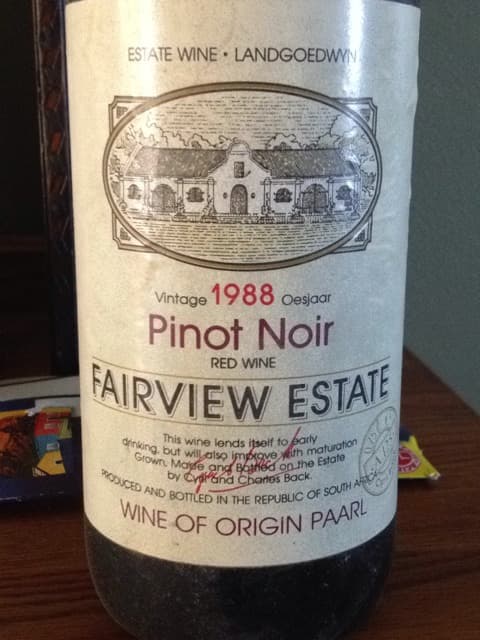 ESTATE WINE • LANDGOEDWYN
Vintage 1988 Oesjaar
Pinot Noir
RED WINE
FAIRVIEW ESTATE
This wine lends itself to early
drinking, but will also improve with maturation
Grown, Made and Bottled on the Estate
by Cyril and Charles Back.
PRODUCED AND BOTTLED IN THE REPUBLIC OF SOUTH AFRICA
WINE OF ORIGIN PAARL